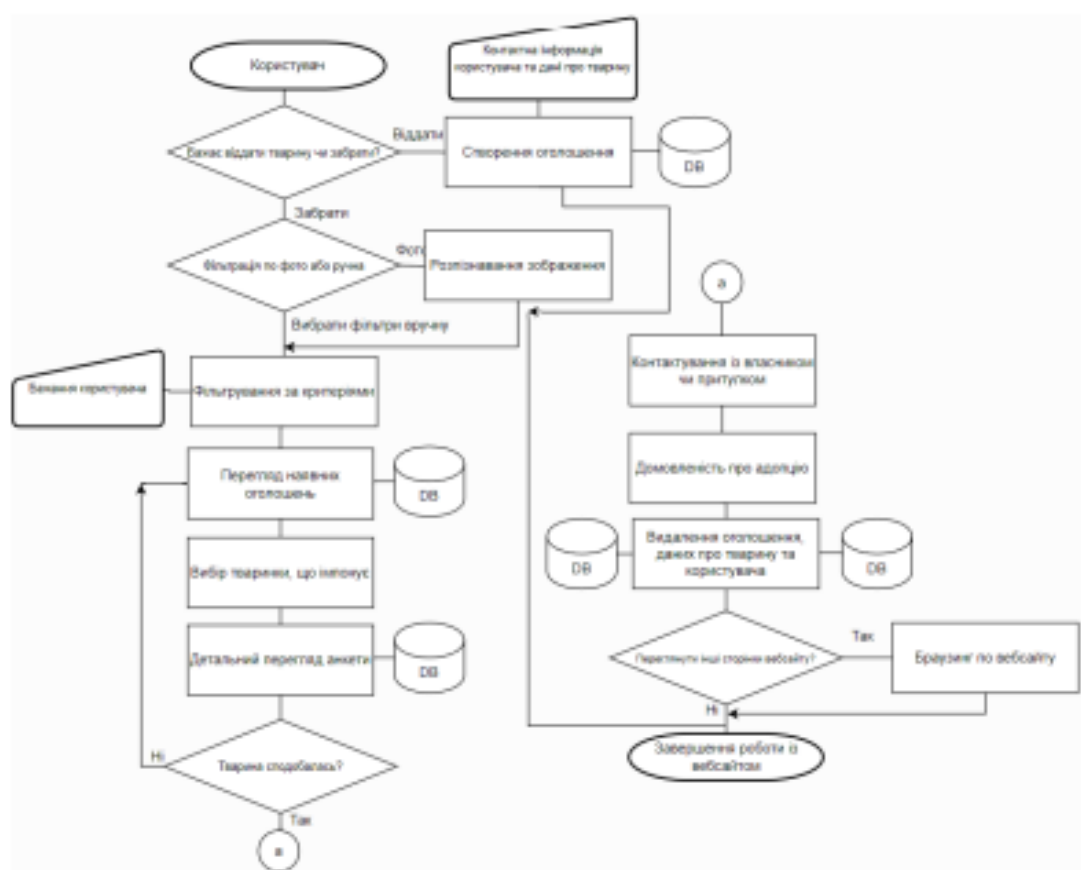 Користувач
Контактна інформація
користувача та дані про тварину
Бажає віддати тварину чи забрати?
Віддати
Створення оголошення
DB
Забрати
Фільтрація по фото або ручна
Фото
Розпізнавання зображення
Вибрати фільтри вручну
Бажання користувача
Фільтрування за критеріями
Перегляд наявних
оголошень
DB
Вибір тваринки, що імпонує
Детальний перегляд анкети
DB
Ні
Тварина сподобалась?
Так
а
а
Контактування із власником
чи притулком
Домовленість про адопцію
DB
Видалення оголошення,
даних про тварину та
користувача
DB
Переглянути інші сторінки вебсайту?
Так
Браузинг по вебсайту
Ні
Завершення роботи із
вебсайтом